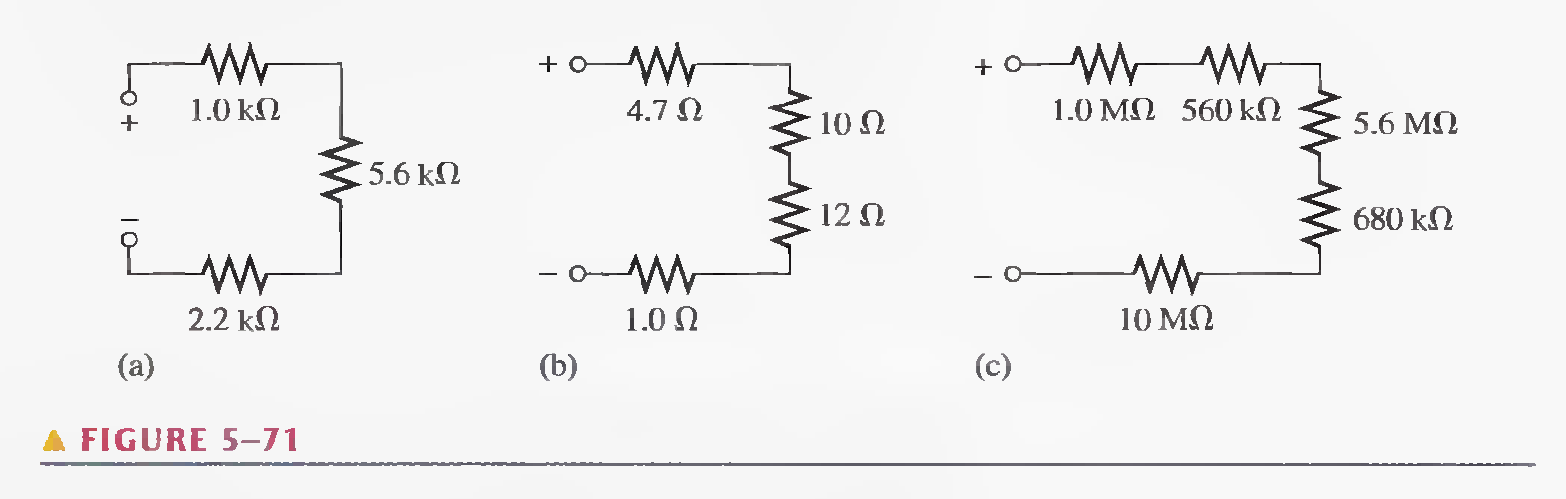 + 1.0 kΩ 5.6 kΩ – 2.2 kΩ
(a)
+ 4.7 Ω 10 Ω 12 Ω – 1.0 Ω
(b)
+ 1.0 MΩ 560 kΩ 5.6 MΩ 680 kΩ – 10 MΩ
(c)
FIGURE 5–71